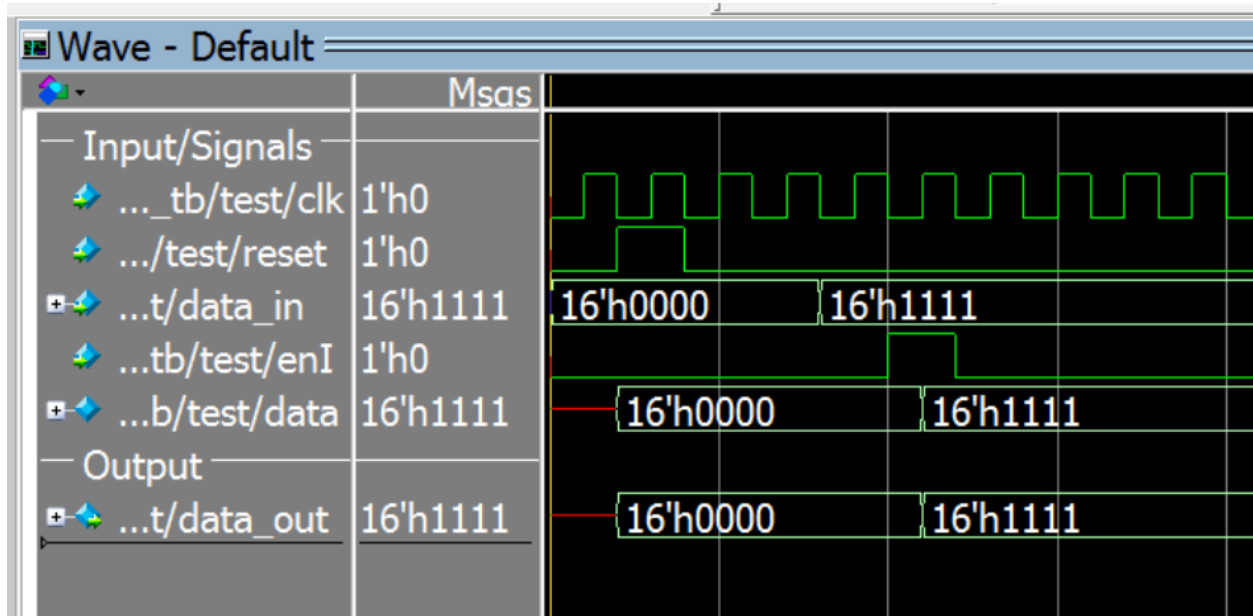 Wave - Default
Msgs
Input/Signals
..._tb/test/clk 1'h0
.../test/reset 1'h0
...t/data_in 16'h1111 16'h0000 16'h1111
...tb/test/enI 1'h0
...b/test/data 16'h1111 16'h0000 16'h1111
Output
...t/data_out 16'h1111 16'h0000 16'h1111